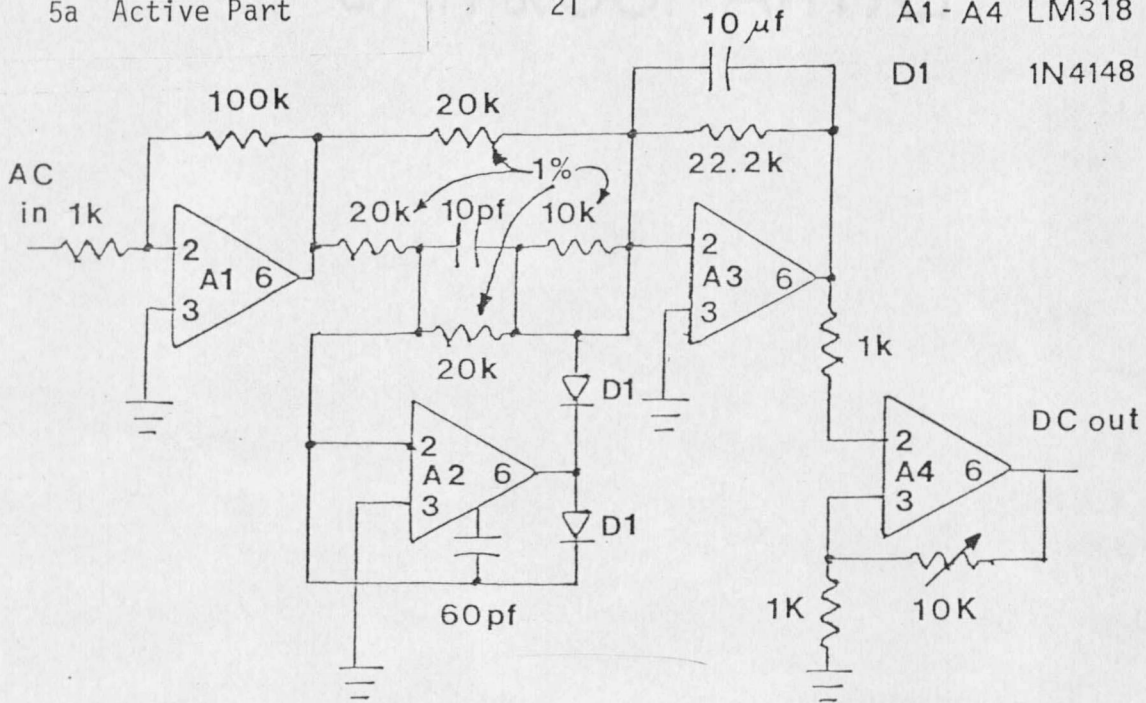 5a Active Part
21
10 µf
A1 - A4 LM318
D1 1N4148
100k
20k
22.2k
AC
in 1k
1%
20k
10pf
10k
2
A1 6
3
2
A3 6
3
20k
D1
1k
DC out
2
A2 6
3
D1
2
A4 6
3
60pf
1K
10K